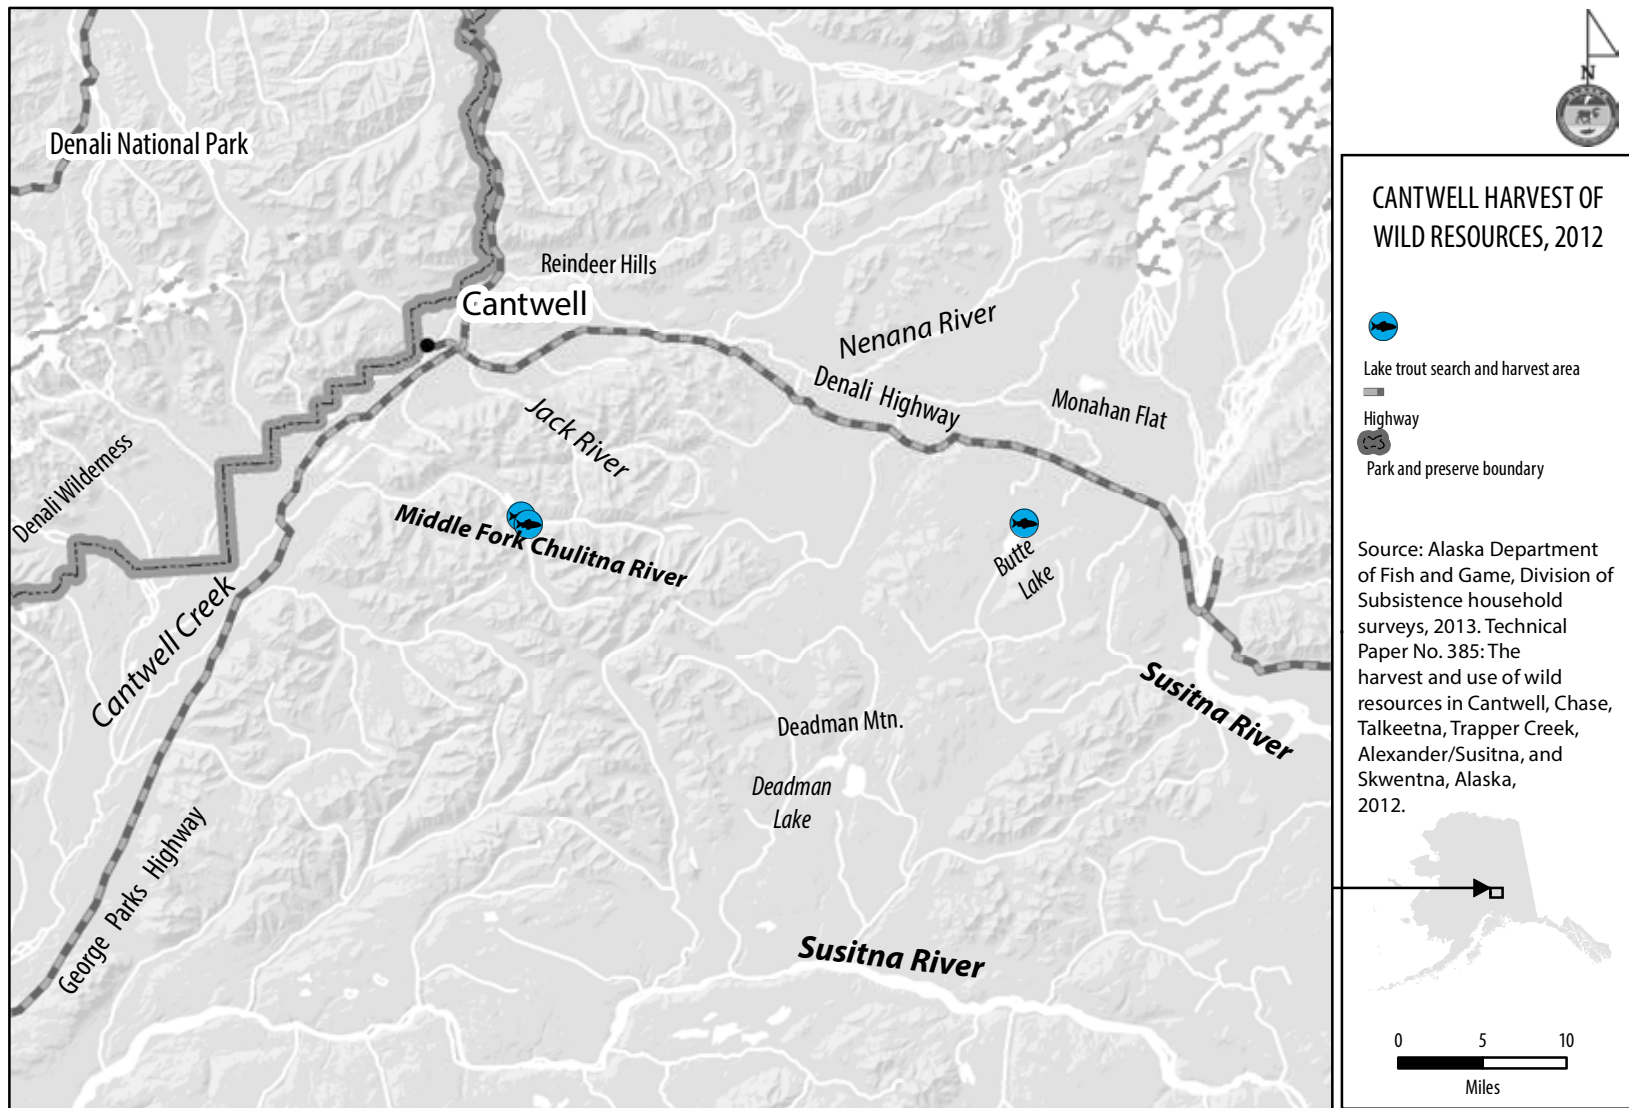 Denali National Park
Reindeer Hills
Cantwell
Nenana River
Denali Highway
Monahan Flat
Jack River
Denali Wilderness
Middle Fork Chulitna River
Butte
Lake
Cantwell Creek
Susitna River
Deadman Mtn.
Deadman
Lake
George Parks Highway
Susitna River
N
CANTWELL HARVEST OF
WILD RESOURCES, 2012
Lake trout search and harvest area
Highway
Park and preserve boundary
Source: Alaska Department
of Fish and Game, Division of
Subsistence household
surveys, 2013. Technical
Paper No. 385: The
harvest and use of wild
resources in Cantwell, Chase,
Talkeetna, Trapper Creek,
Alexander/Susitna, and
Skwentna, Alaska,
2012.
0 5 10
Miles